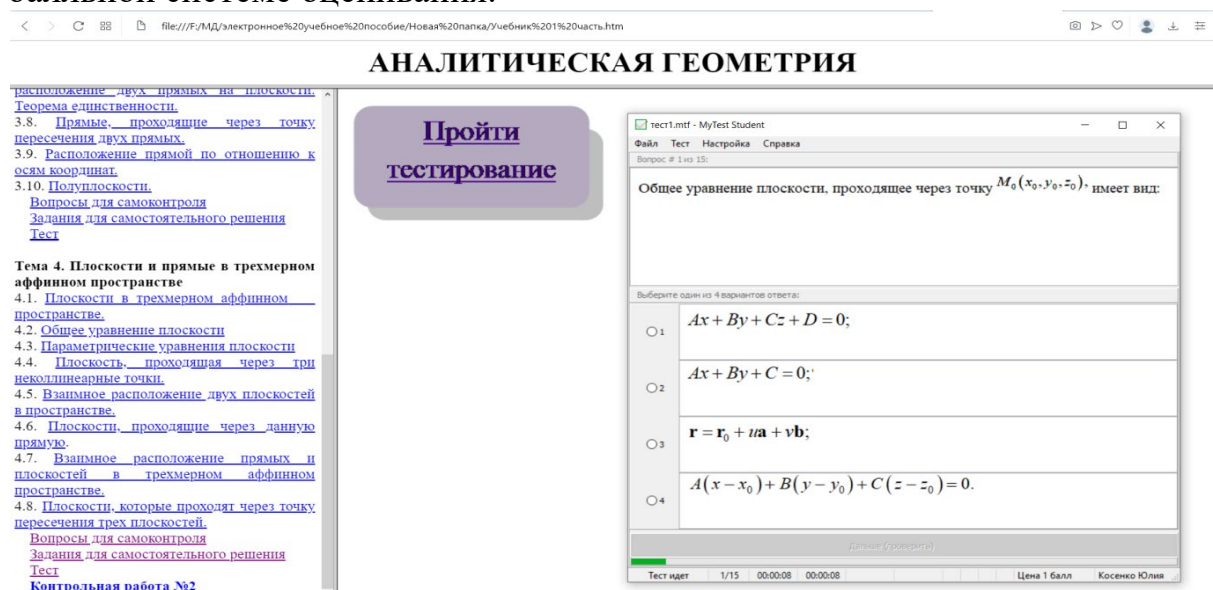 балльной системе оценивания.
file:///F:/МД/электронное%20учебное%20пособие/Новая%20папка/Учебник%201%20часть.htm
АНАЛИТИЧЕСКАЯ ГЕОМЕТРИЯ
расположение двух прямых на плоскости.
Теорема единственности.
3.8. Прямые, проходящие через точку
пересечения двух прямых.
3.9. Расположение прямой по отношению к
осям координат.
3.10. Полуплоскости.
Вопросы для самоконтроля
Задания для самостоятельного решения
Тест
Тема 4. Плоскости и прямые в трехмерном
аффинном пространстве
4.1. Плоскости в трехмерном аффинном
пространстве.
4.2. Общее уравнение плоскости
4.3. Параметрические уравнения плоскости
4.4. Плоскость, проходящая через три
неколлинеарные точки.
4.5. Взаимное расположение двух плоскостей
в пространстве.
4.6. Плоскости, проходящие через данную
прямую.
4.7. Взаимное расположение прямых и
плоскостей в трехмерном аффинном
пространстве.
4.8. Плоскости, которые проходят через точку
пересечения трех плоскостей.
Вопросы для самоконтроля
Задания для самостоятельного решения
Тест
Контрольная работа №2
Пройти
тестирование
тест1.mtf - MyTest Student
Файл Тест Настройка Справка
Вопрос # 1 из 15:
Общее уравнение плоскости, проходящее через точку M₀(x₀, y₀, z₀), имеет вид:
Выберите один из 4 вариантов ответа:
1 Ax + By + Cz + D = 0;
2 Ax + By + C = 0;
3 r = r₀ + ua + vb;
4 A(x − x₀) + B(y − y₀) + C(z − z₀) = 0.
Дальше (проверить)
Тест идет 1/15 00:00:08 00:00:08 Цена 1 балл Косенко Юлия